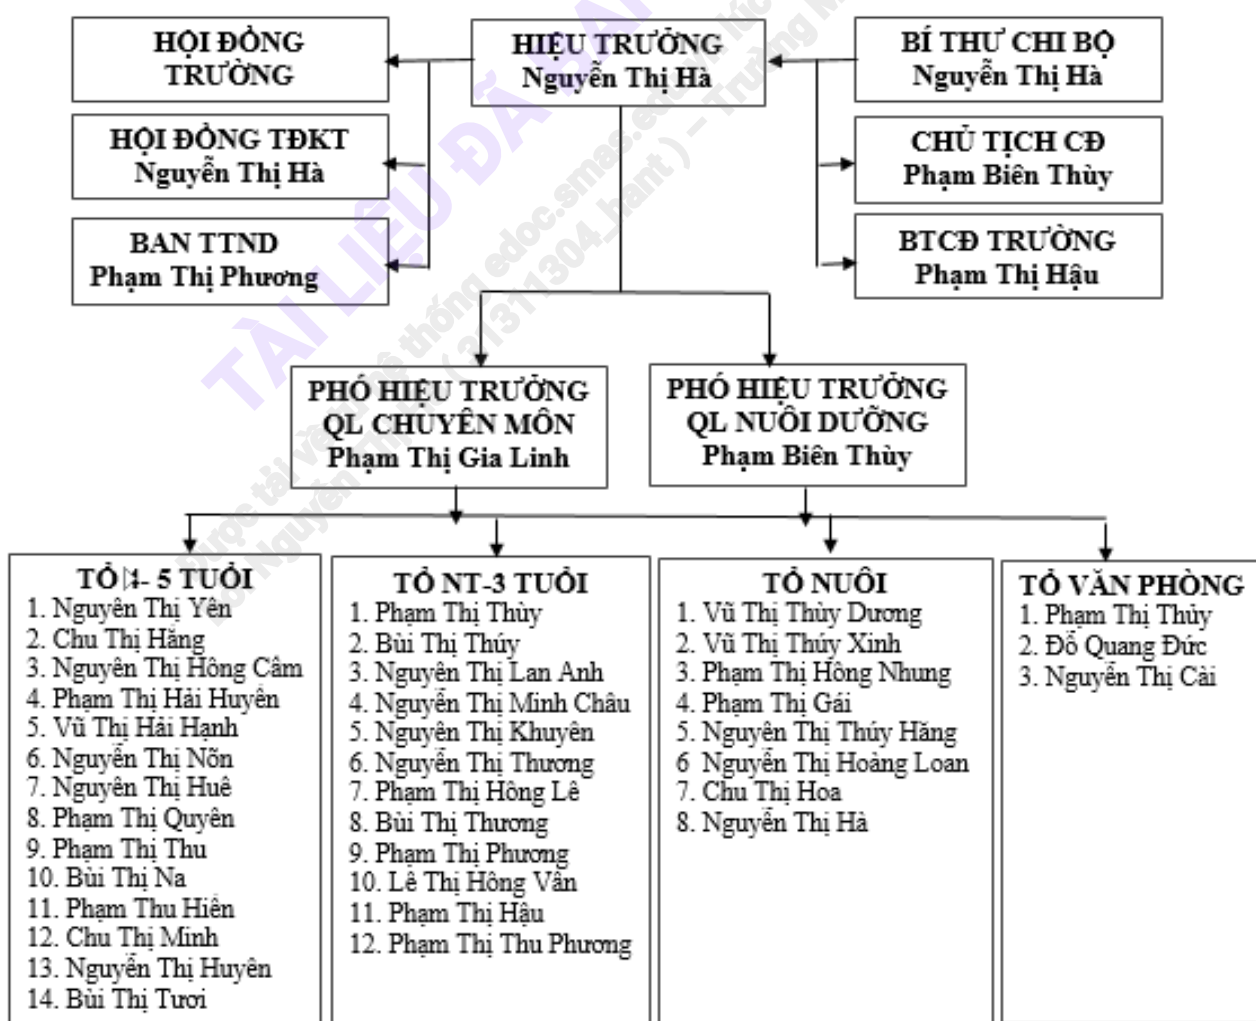 HỘI ĐỒNG
TRƯỜNG
HIỆU TRƯỞNG
Nguyễn Thị Hà
BÍ THƯ CHI BỘ
Nguyễn Thị Hà
HỘI ĐỒNG TĐKT
Nguyễn Thị Hà
CHỦ TỊCH CĐ
Phạm Biên Thùy
BAN TTND
Phạm Thị Phương
BTCĐ TRƯỜNG
Phạm Thị Hậu
PHÓ HIỆU TRƯỞNG
QL CHUYÊN MÔN
Phạm Thị Gia Linh
PHÓ HIỆU TRƯỞNG
QL NUÔI DƯỠNG
Phạm Biên Thùy
TỔ 4- 5 TUỔI
1. Nguyễn Thị Yên
2. Chu Thị Hằng
3. Nguyễn Thị Hồng Cẩm
4. Phạm Thị Hải Huyền
5. Vũ Thị Hải Hạnh
6. Nguyễn Thị Nõn
7. Nguyễn Thị Huê
8. Phạm Thị Quyên
9. Phạm Thị Thu
10. Bùi Thị Na
11. Phạm Thu Hiền
12. Chu Thị Minh
13. Nguyễn Thị Huyên
14. Bùi Thị Tươi
TỔ NT-3 TUỔI
1. Phạm Thị Thùy
2. Bùi Thị Thúy
3. Nguyễn Thị Lan Anh
4. Nguyễn Thị Minh Châu
5. Nguyễn Thị Khuyên
6. Nguyễn Thị Thương
7. Phạm Thị Hồng Lê
8. Bùi Thị Thương
9. Phạm Thị Phương
10. Lê Thị Hồng Vân
11. Phạm Thị Hậu
12. Phạm Thị Thu Phương
TỔ NUÔI
1. Vũ Thị Thùy Dương
2. Vũ Thị Thúy Xinh
3. Phạm Thị Hồng Nhung
4. Phạm Thị Gái
5. Nguyễn Thị Thúy Hằng
6 Nguyễn Thị Hoàng Loan
7. Chu Thị Hoa
8. Nguyễn Thị Hà
TỔ VĂN PHÒNG
1. Phạm Thị Thủy
2. Đỗ Quang Đức
3. Nguyễn Thị Cài
TÀI LIỆU ĐÃ
thống edoc.smas.edu